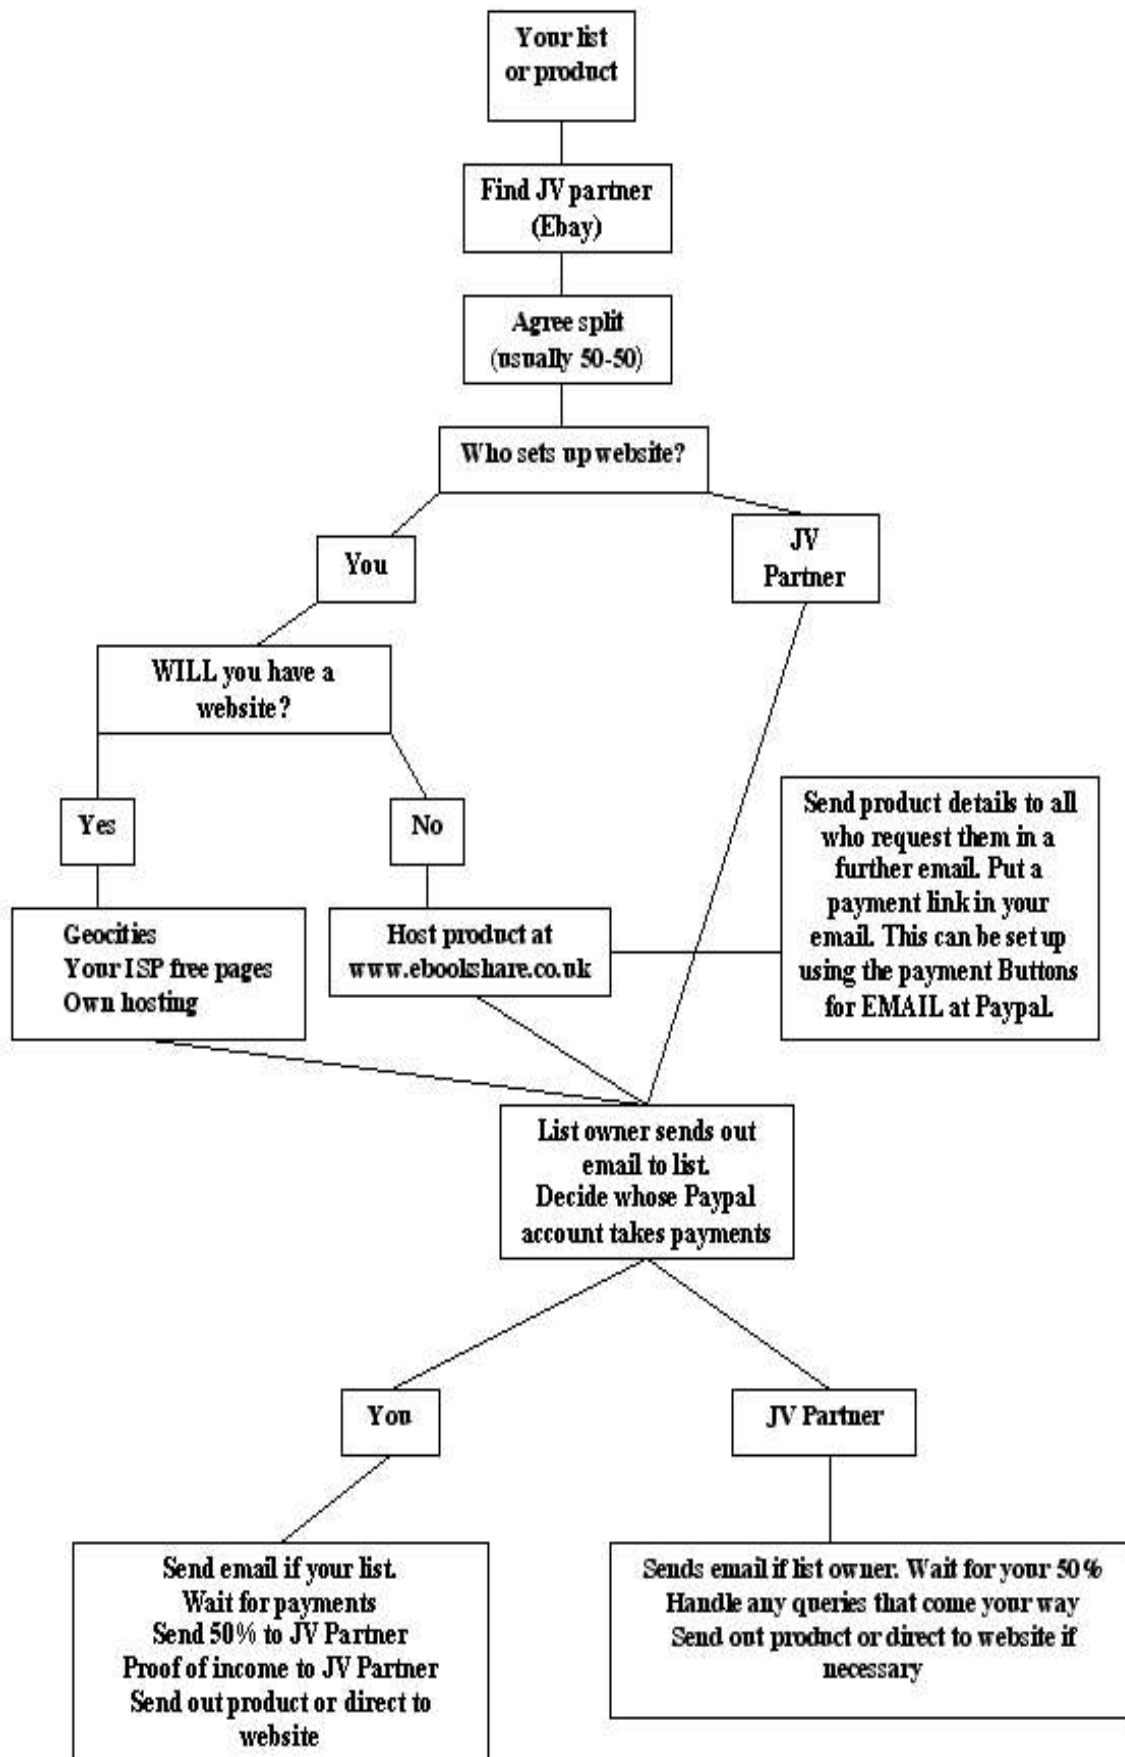 Your list
or product
Find JV partner
(Ebay)
Agree split
(usually 50-50)
Who sets up website?
You
JV
Partner
WILL you have a
website?
Yes
No
Send product details to all
who request them in a
further email. Put a
payment link in your
email. This can be set up
using the payment Buttons
for EMAIL at Paypal.
Geocities
Your ISP free pages
Own hosting
Host product at
www.ebookshare.co.uk
List owner sends out
email to list.
Decide whose Paypal
account takes payments
You
JV Partner
Send email if your list.
Wait for payments
Send 50% to JV Partner
Proof of income to JV Partner
Send out product or direct to
website
Sends email if list owner. Wait for your 50%
Handle any queries that come your way
Send out product or direct to website if
necessary